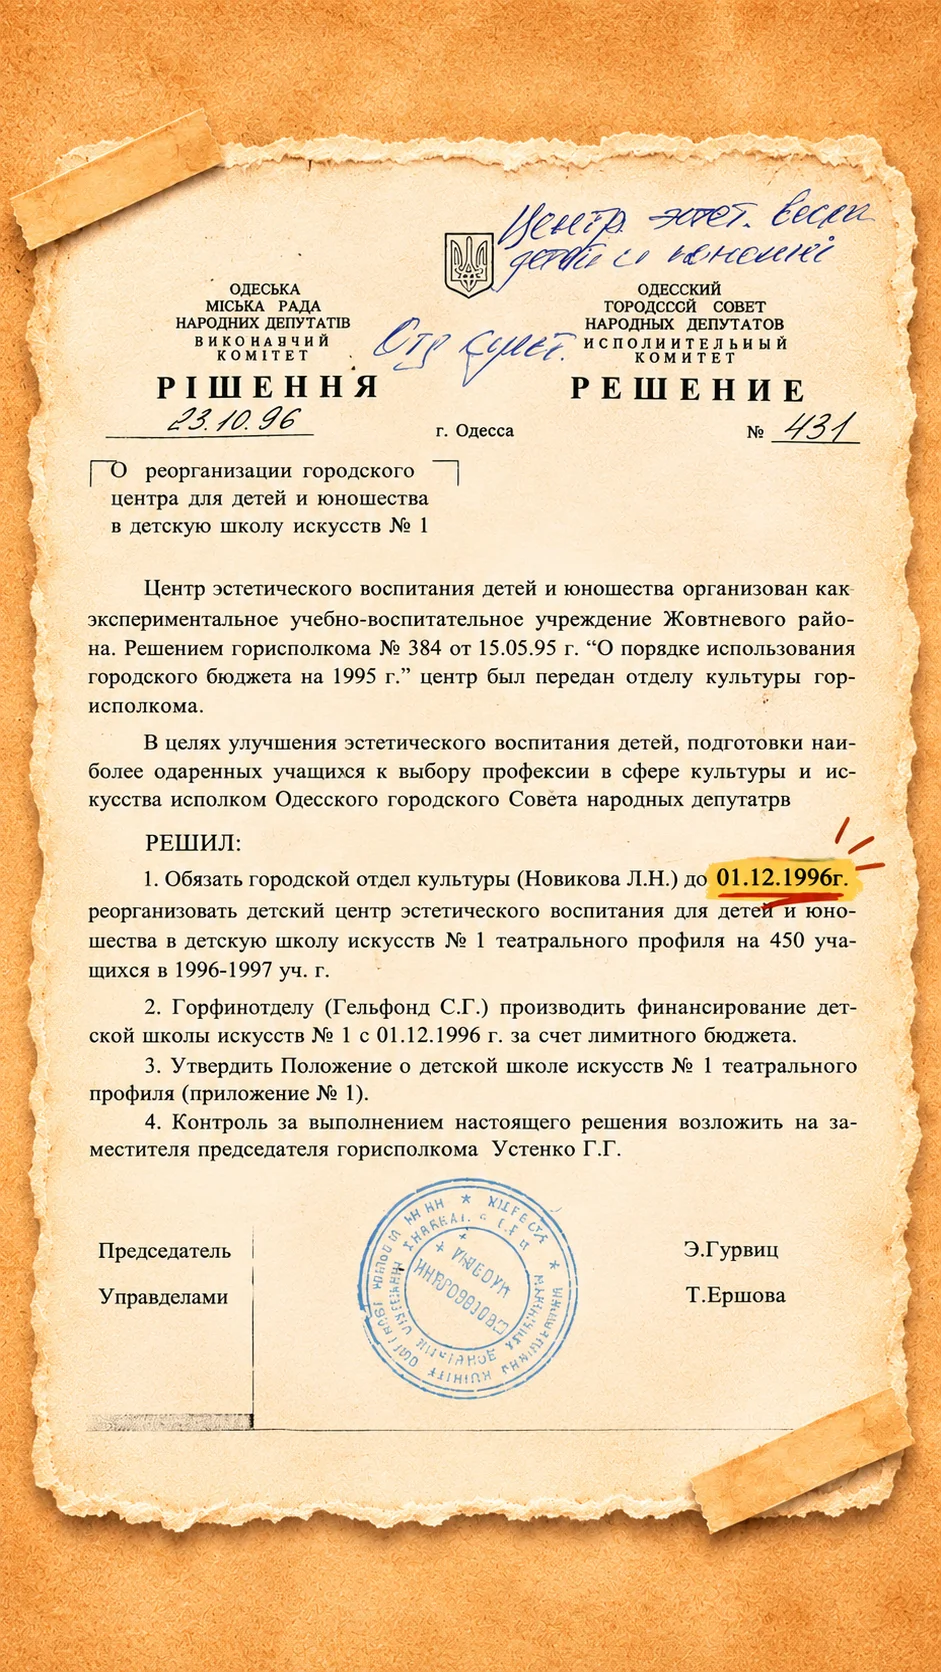 Центр эстет.
детей и
ОДЕСЬКА
МІСЬКА РАДА
НАРОДНИХ ДЕПУТАТІВ
ВИКОНАВЧИЙ
КОМІТЕТ
ОДЕССКИЙ
ГОРОДСССЙ СОВЕТ
НАРОДНЫХ ДЕПУТАТОВ
ИСПОЛИИТЕЛЬНЫЙ
КОМИТЕТ
РІШЕННЯ
РЕШЕНИЕ
23.10.96
г. Одесса
№ 431
О реорганизации городского
центра для детей и юношества
в детскую школу искусств № 1
Центр эстетического воспитания детей и юношества организован как
экспериментальное учебно-воспитательное учреждение Жовтневого райо-
на. Решением горисполкома № 384 от 15.05.95 г. “О порядке использования
городского бюджета на 1995 г.” центр был передан отделу культуры гор-
исполкома.
В целях улучшения эстетического воспитания детей, подготовки наи-
более одаренных учащихся к выбору профексии в сфере культуры и ис-
кусства исполком Одесского городского Совета народных депутатрв
РЕШИЛ:
1. Обязать городской отдел культуры (Новикова Л.Н.) до 01.12.1996г.
реорганизовать детский центр эстетического воспитания для детей и юно-
шества в детскую школу искусств № 1 театрального профиля на 450 уча-
щихся в 1996-1997 уч. г.
2. Горфинотделу (Гельфонд С.Г.) производить финансирование дет-
ской школы искусств № 1 с 01.12.1996 г. за счет лимитного бюджета.
3. Утвердить Положение о детской школе искусств № 1 театрального
профиля (приложение № 1).
4. Контроль за выполнением настоящего решения возложить на за-
местителя председателя горисполкома Устенко Г.Г.
Председатель
Э.Гурвиц
Управделами
Т.Ершова